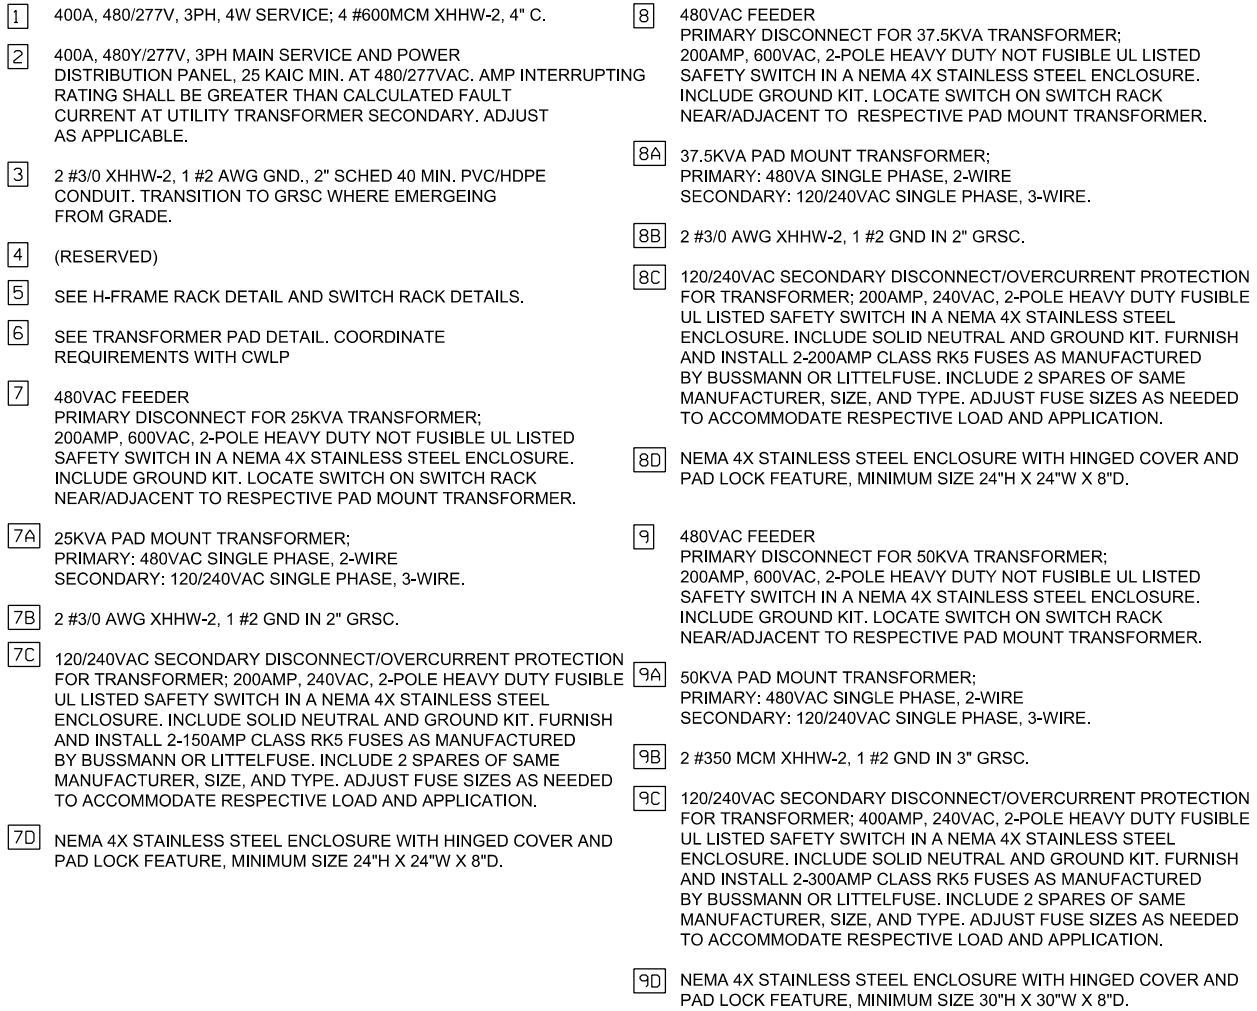 1 400A, 480/277V, 3PH, 4W SERVICE; 4 #600MCM XHHW-2, 4" C.
2 400A, 480Y/277V, 3PH MAIN SERVICE AND POWER
DISTRIBUTION PANEL, 25 KAIC MIN. AT 480/277VAC. AMP INTERRUPTING
RATING SHALL BE GREATER THAN CALCULATED FAULT
CURRENT AT UTILITY TRANSFORMER SECONDARY. ADJUST
AS APPLICABLE.
3 2 #3/0 XHHW-2, 1 #2 AWG GND., 2" SCHED 40 MIN. PVC/HDPE
CONDUIT. TRANSITION TO GRSC WHERE EMERGEING
FROM GRADE.
4 (RESERVED)
5 SEE H-FRAME RACK DETAIL AND SWITCH RACK DETAILS.
6 SEE TRANSFORMER PAD DETAIL. COORDINATE
REQUIREMENTS WITH CWLP
7 480VAC FEEDER
PRIMARY DISCONNECT FOR 25KVA TRANSFORMER;
200AMP, 600VAC, 2-POLE HEAVY DUTY NOT FUSIBLE UL LISTED
SAFETY SWITCH IN A NEMA 4X STAINLESS STEEL ENCLOSURE.
INCLUDE GROUND KIT. LOCATE SWITCH ON SWITCH RACK
NEAR/ADJACENT TO RESPECTIVE PAD MOUNT TRANSFORMER.
7A 25KVA PAD MOUNT TRANSFORMER;
PRIMARY: 480VAC SINGLE PHASE, 2-WIRE
SECONDARY: 120/240VAC SINGLE PHASE, 3-WIRE.
7B 2 #3/0 AWG XHHW-2, 1 #2 GND IN 2" GRSC.
7C 120/240VAC SECONDARY DISCONNECT/OVERCURRENT PROTECTION
FOR TRANSFORMER; 200AMP, 240VAC, 2-POLE HEAVY DUTY FUSIBLE
UL LISTED SAFETY SWITCH IN A NEMA 4X STAINLESS STEEL
ENCLOSURE. INCLUDE SOLID NEUTRAL AND GROUND KIT. FURNISH
AND INSTALL 2-150AMP CLASS RK5 FUSES AS MANUFACTURED
BY BUSSMANN OR LITTELFUSE. INCLUDE 2 SPARES OF SAME
MANUFACTURER, SIZE, AND TYPE. ADJUST FUSE SIZES AS NEEDED
TO ACCOMMODATE RESPECTIVE LOAD AND APPLICATION.
7D NEMA 4X STAINLESS STEEL ENCLOSURE WITH HINGED COVER AND
PAD LOCK FEATURE, MINIMUM SIZE 24"H X 24"W X 8"D.
8 480VAC FEEDER
PRIMARY DISCONNECT FOR 37.5KVA TRANSFORMER;
200AMP, 600VAC, 2-POLE HEAVY DUTY NOT FUSIBLE UL LISTED
SAFETY SWITCH IN A NEMA 4X STAINLESS STEEL ENCLOSURE.
INCLUDE GROUND KIT. LOCATE SWITCH ON SWITCH RACK
NEAR/ADJACENT TO RESPECTIVE PAD MOUNT TRANSFORMER.
8A 37.5KVA PAD MOUNT TRANSFORMER;
PRIMARY: 480VA SINGLE PHASE, 2-WIRE
SECONDARY: 120/240VAC SINGLE PHASE, 3-WIRE.
8B 2 #3/0 AWG XHHW-2, 1 #2 GND IN 2" GRSC.
8C 120/240VAC SECONDARY DISCONNECT/OVERCURRENT PROTECTION
FOR TRANSFORMER; 200AMP, 240VAC, 2-POLE HEAVY DUTY FUSIBLE
UL LISTED SAFETY SWITCH IN A NEMA 4X STAINLESS STEEL
ENCLOSURE. INCLUDE SOLID NEUTRAL AND GROUND KIT. FURNISH
AND INSTALL 2-200AMP CLASS RK5 FUSES AS MANUFACTURED
BY BUSSMANN OR LITTELFUSE. INCLUDE 2 SPARES OF SAME
MANUFACTURER, SIZE, AND TYPE. ADJUST FUSE SIZES AS NEEDED
TO ACCOMMODATE RESPECTIVE LOAD AND APPLICATION.
8D NEMA 4X STAINLESS STEEL ENCLOSURE WITH HINGED COVER AND
PAD LOCK FEATURE, MINIMUM SIZE 24"H X 24"W X 8"D.
9 480VAC FEEDER
PRIMARY DISCONNECT FOR 50KVA TRANSFORMER;
200AMP, 600VAC, 2-POLE HEAVY DUTY NOT FUSIBLE UL LISTED
SAFETY SWITCH IN A NEMA 4X STAINLESS STEEL ENCLOSURE.
INCLUDE GROUND KIT. LOCATE SWITCH ON SWITCH RACK
NEAR/ADJACENT TO RESPECTIVE PAD MOUNT TRANSFORMER.
9A 50KVA PAD MOUNT TRANSFORMER;
PRIMARY: 480VAC SINGLE PHASE, 2-WIRE
SECONDARY: 120/240VAC SINGLE PHASE, 3-WIRE.
9B 2 #350 MCM XHHW-2, 1 #2 GND IN 3" GRSC.
9C 120/240VAC SECONDARY DISCONNECT/OVERCURRENT PROTECTION
FOR TRANSFORMER; 400AMP, 240VAC, 2-POLE HEAVY DUTY FUSIBLE
UL LISTED SAFETY SWITCH IN A NEMA 4X STAINLESS STEEL
ENCLOSURE. INCLUDE SOLID NEUTRAL AND GROUND KIT. FURNISH
AND INSTALL 2-300AMP CLASS RK5 FUSES AS MANUFACTURED
BY BUSSMANN OR LITTELFUSE. INCLUDE 2 SPARES OF SAME
MANUFACTURER, SIZE, AND TYPE. ADJUST FUSE SIZES AS NEEDED
TO ACCOMMODATE RESPECTIVE LOAD AND APPLICATION.
9D NEMA 4X STAINLESS STEEL ENCLOSURE WITH HINGED COVER AND
PAD LOCK FEATURE, MINIMUM SIZE 30"H X 30"W X 8"D.